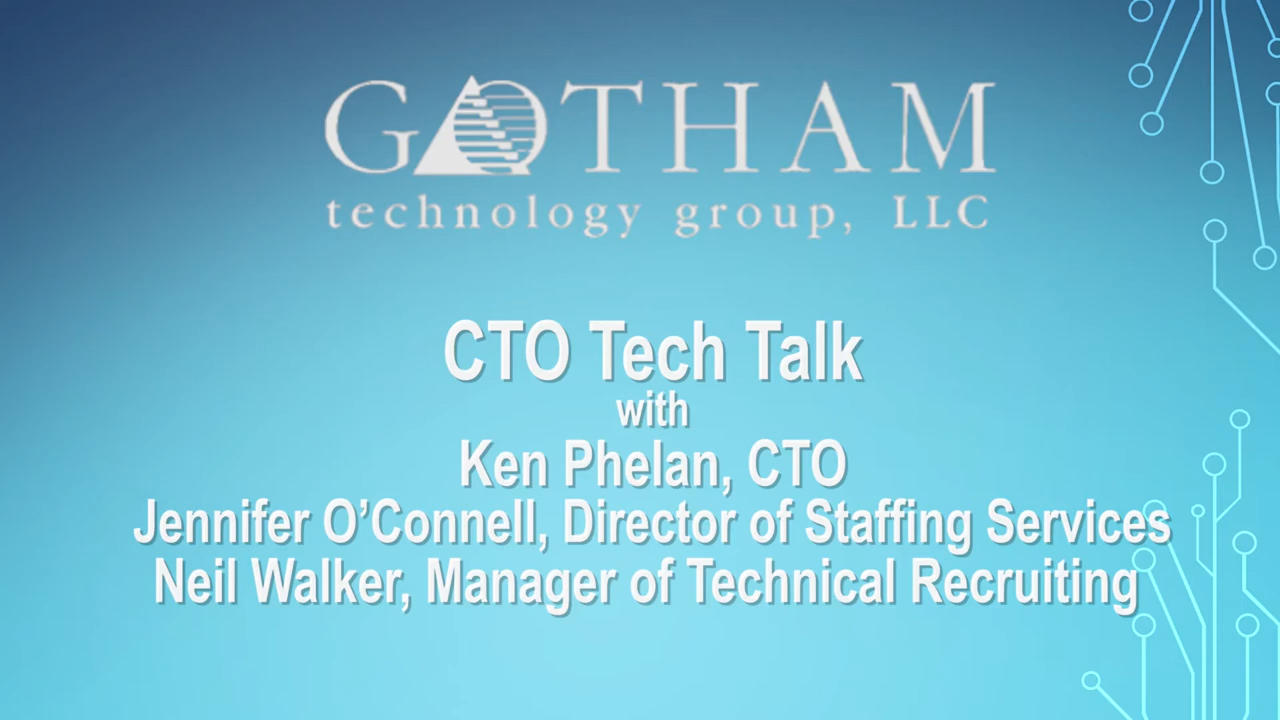 GOTHAM
technology group, LLC
CTO Tech Talk
with
Ken Phelan, CTO
Jennifer O’Connell, Director of Staffing Services
Neil Walker, Manager of Technical Recruiting